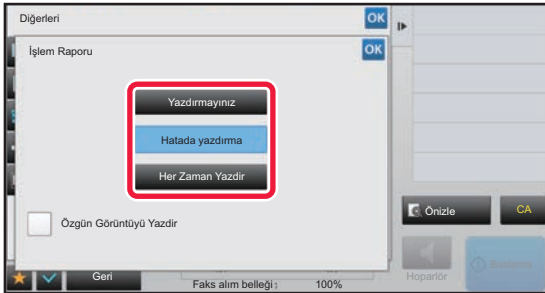 Diğerleri
OK
İşlem Raporu
OK
Yazdırmayınız
Hatada yazdırma
Her Zaman Yazdir
Özgün Görüntüyü Yazdir
Önizle
CA
Geri
Faks alım belleği:
100%
Hoparlör